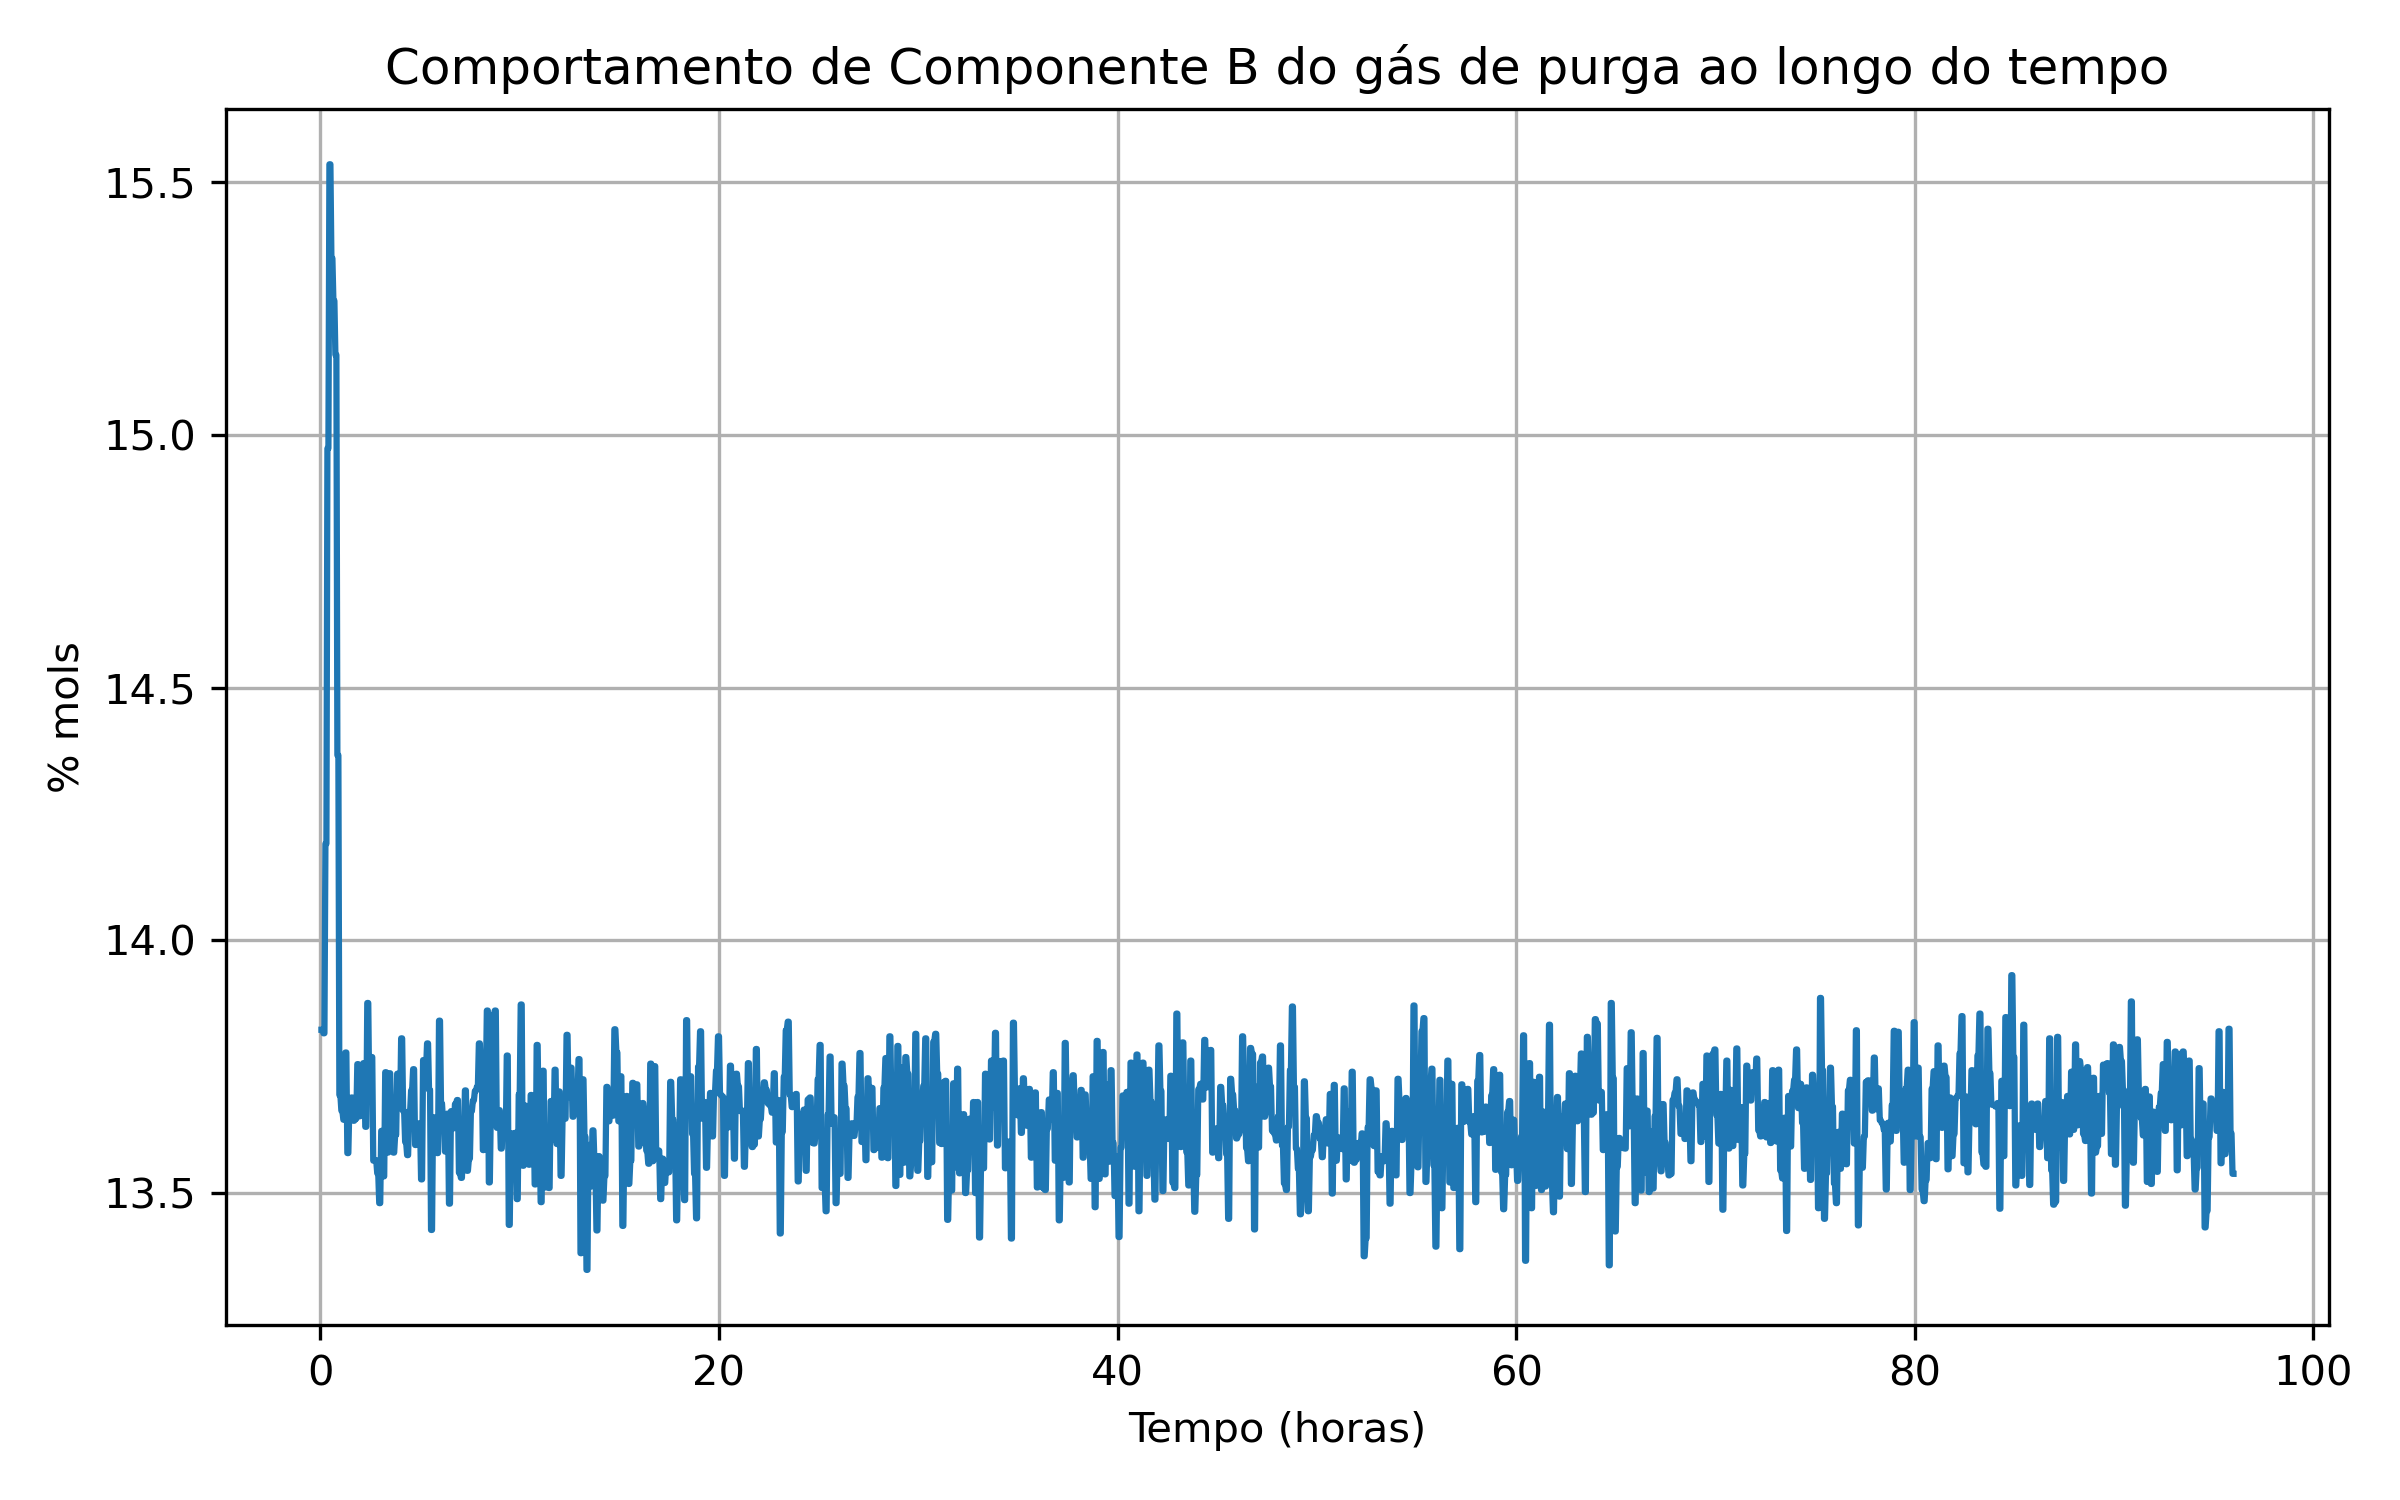 Comportamento de Componente B do gás de purga ao longo do tempo
% mols
15.5
15.0
14.5
14.0
13.5
0 20 40 60 80 100
Tempo (horas)